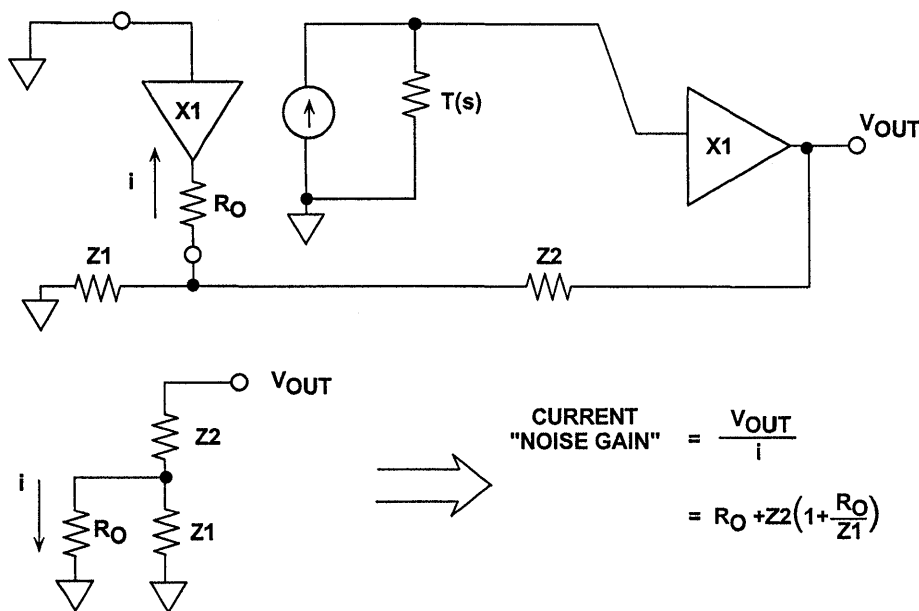 X1
i
RO
Z1
T(s)
X1
VOUT
Z2
VOUT
Z2
i
RO
Z1
CURRENT
"NOISE GAIN" = VOUT / i
= RO +Z2(1+RO/Z1)